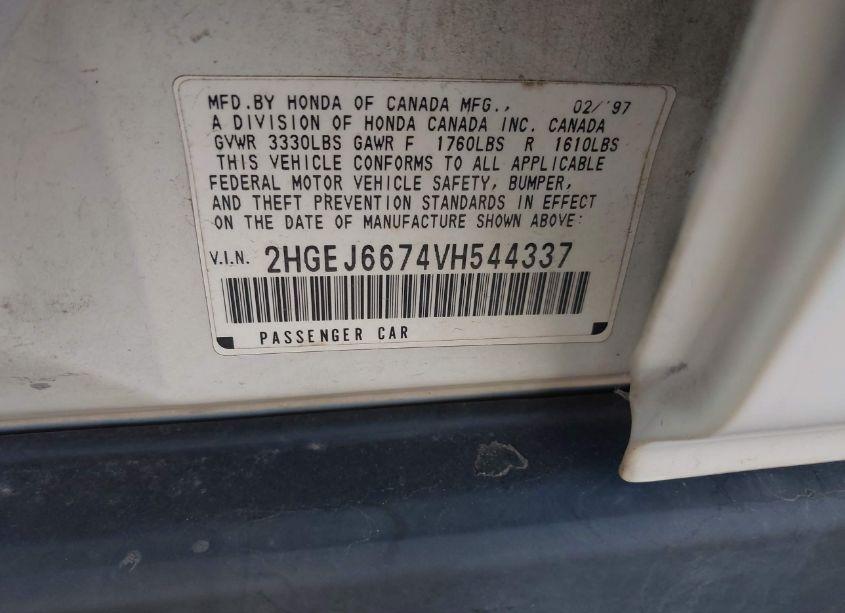 MFD.BY HONDA OF CANADA MFG., 02/'97
A DIVISION OF HONDA CANADA INC. CANADA
GVWR 3330LBS GAWR F 1760LBS R 1610LBS
THIS VEHICLE CONFORMS TO ALL APPLICABLE
FEDERAL MOTOR VEHICLE SAFETY, BUMPER,
AND THEFT PREVENTION STANDARDS IN EFFECT
ON THE DATE OF MANUFACTURE SHOWN ABOVE:
V.I.N. 2HGEJ6674VH544337
PASSENGER CAR